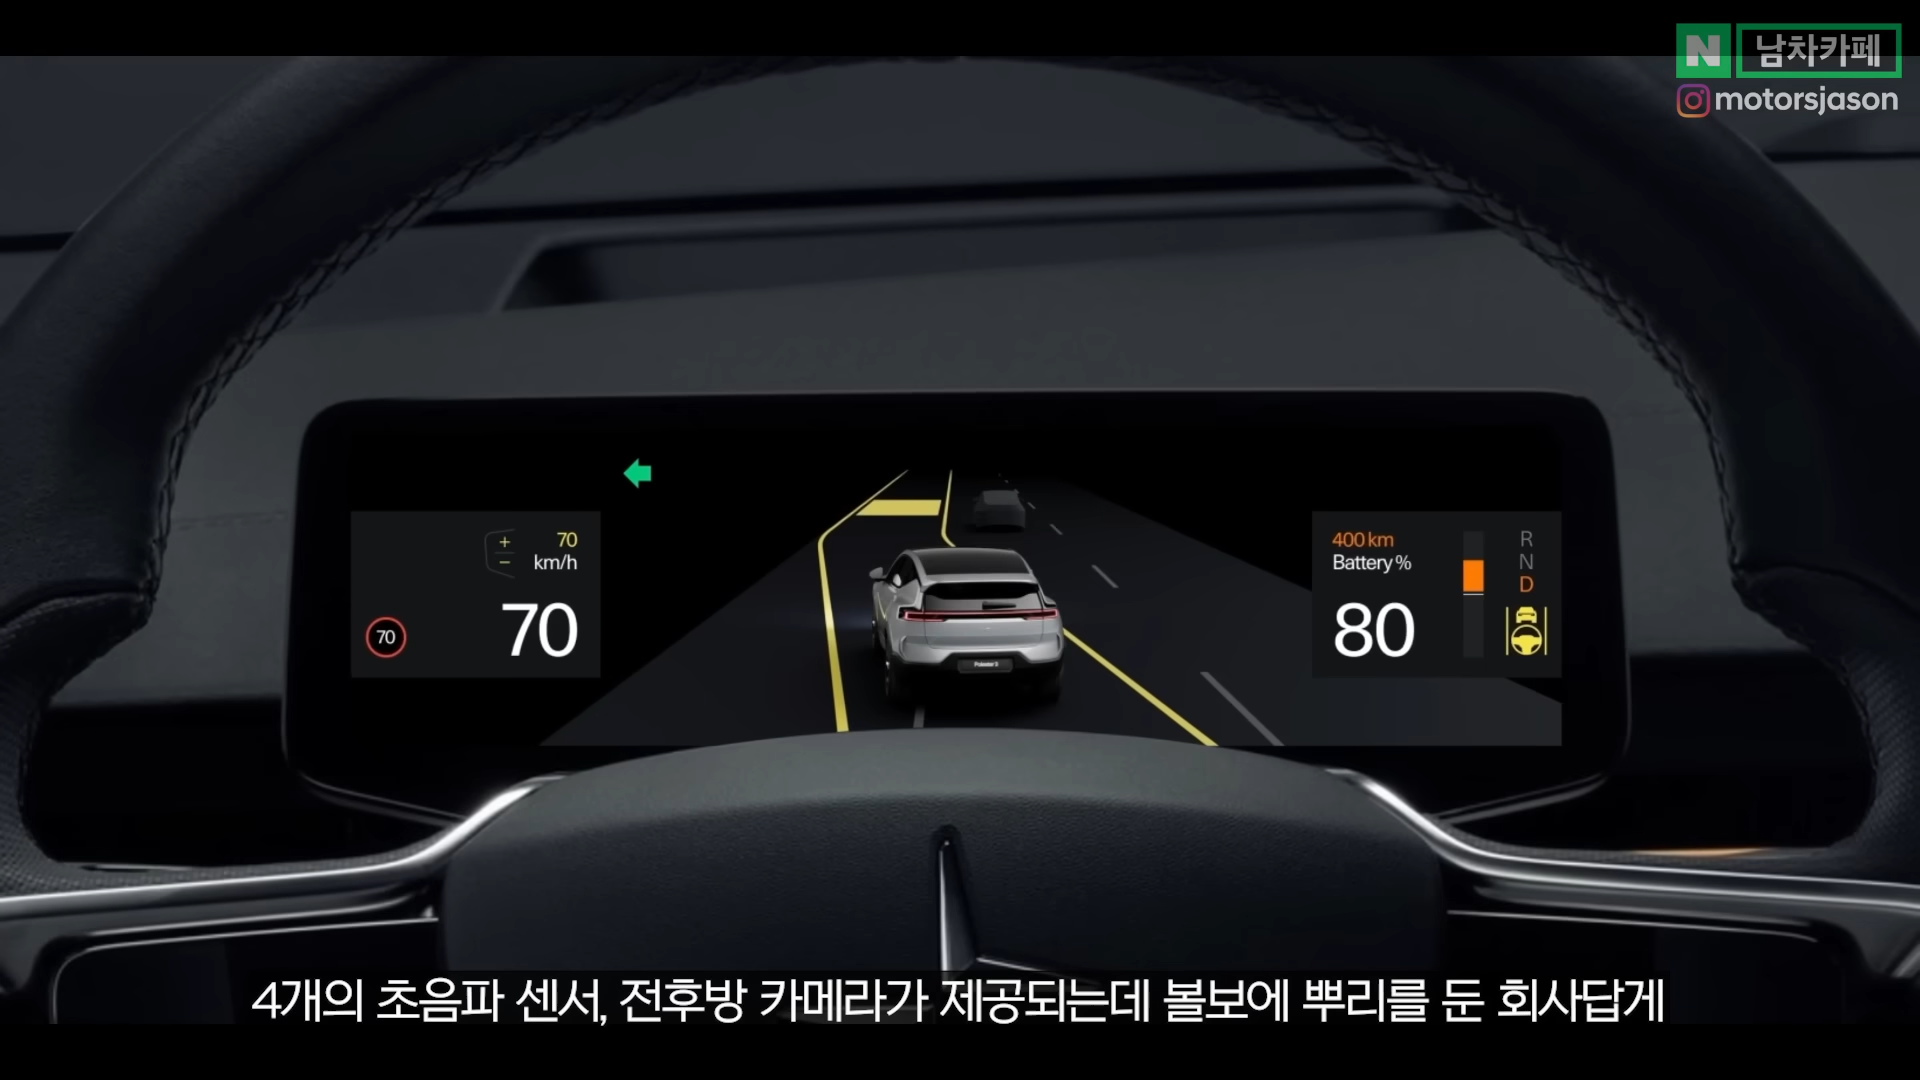 N 남차카페
motorsjason
+ 70
- km/h
70
70
400 km
Battery %
80
R
N
D
Polestar 3
4개의 초음파 센서, 전후방 카메라가 제공되는데 볼보에 뿌리를 둔 회사답게